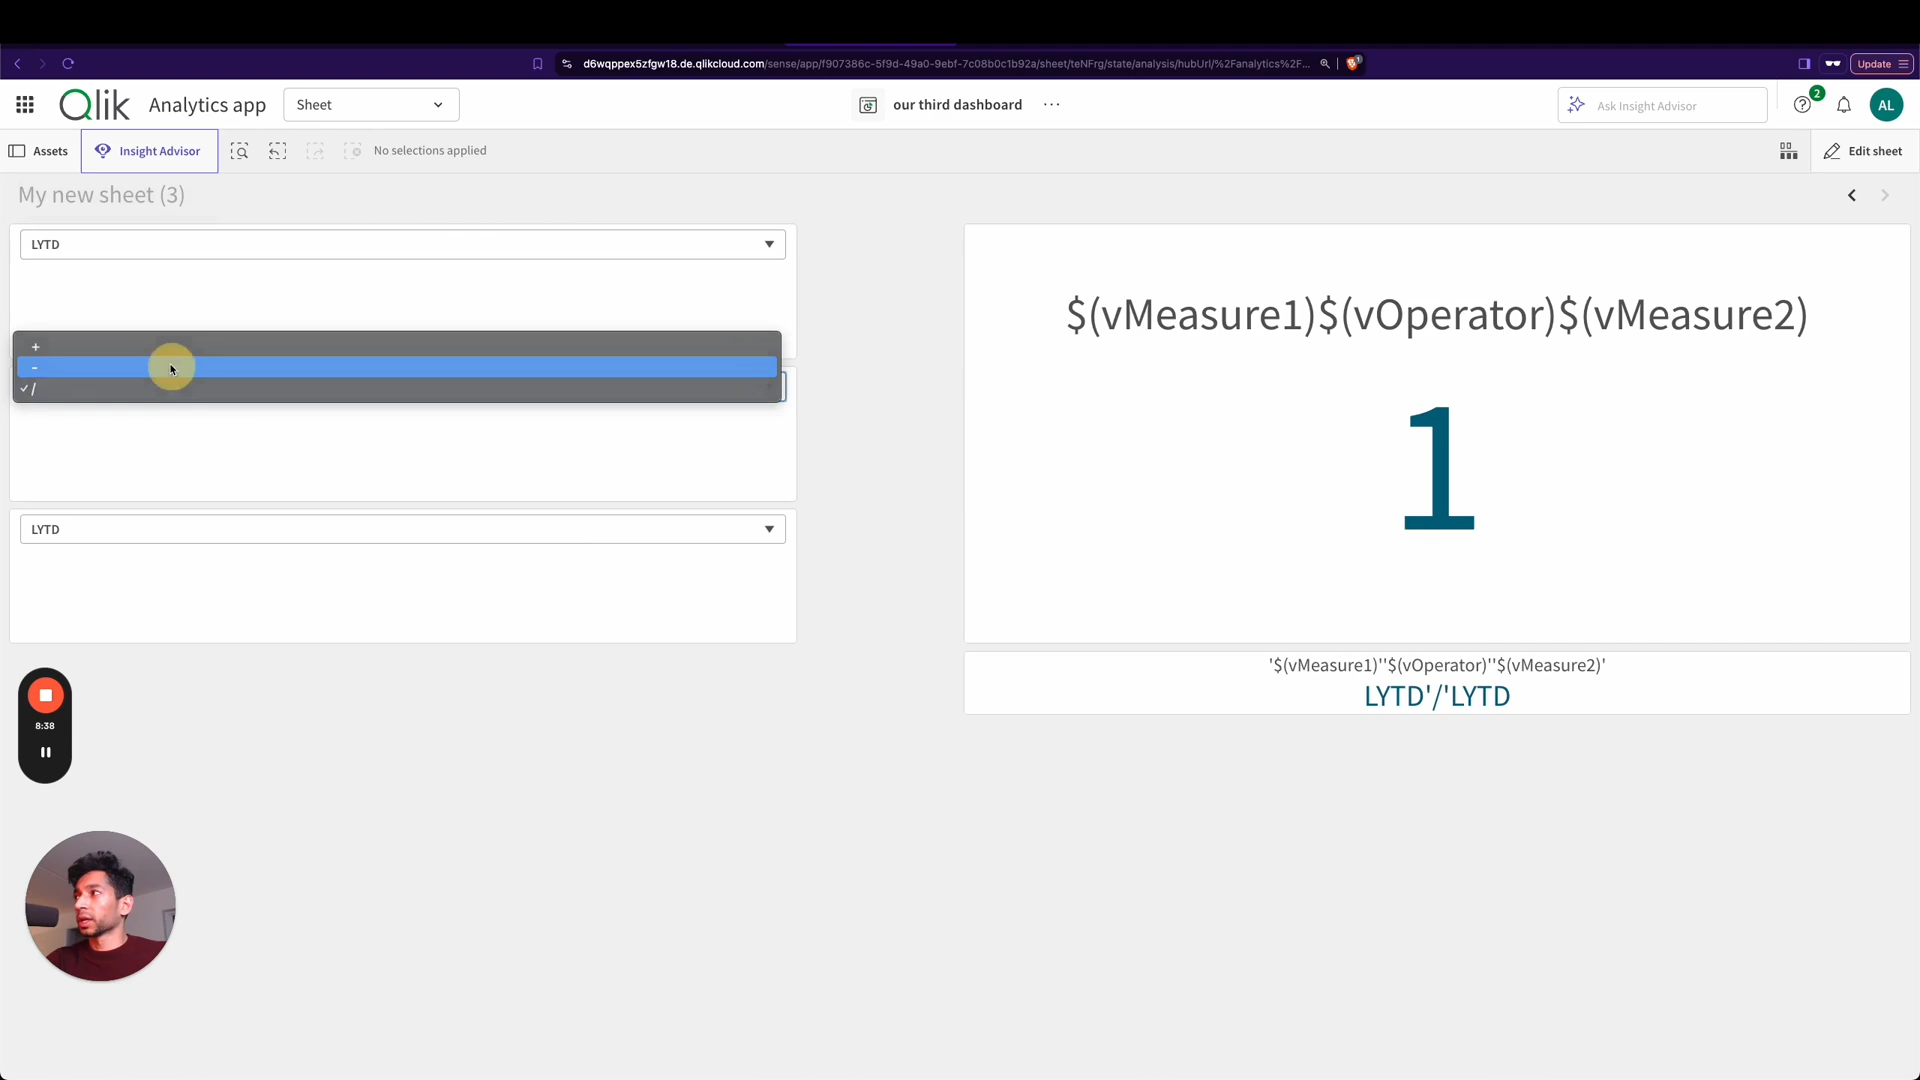 d6wqppex5zfgw18.de.qlikcloud.com/sense/app/f907386c-5f9d-49a0-9ebf-7c08b0c1b92a/sheet/teNFrg/state/analysis/hubUrl/%2Fanalytics%2F...
1
Update
Qlik
Analytics app
Sheet
our third dashboard
...
Ask Insight Advisor
2
AL
Assets
Insight Advisor
No selections applied
Edit sheet
My new sheet (3)
LYTD
+
-
✓ /
LYTD
$(vMeasure1)$(vOperator)$(vMeasure2)
1
'$(vMeasure1)''$(vOperator)''$(vMeasure2)'
LYTD'/'LYTD
8:38